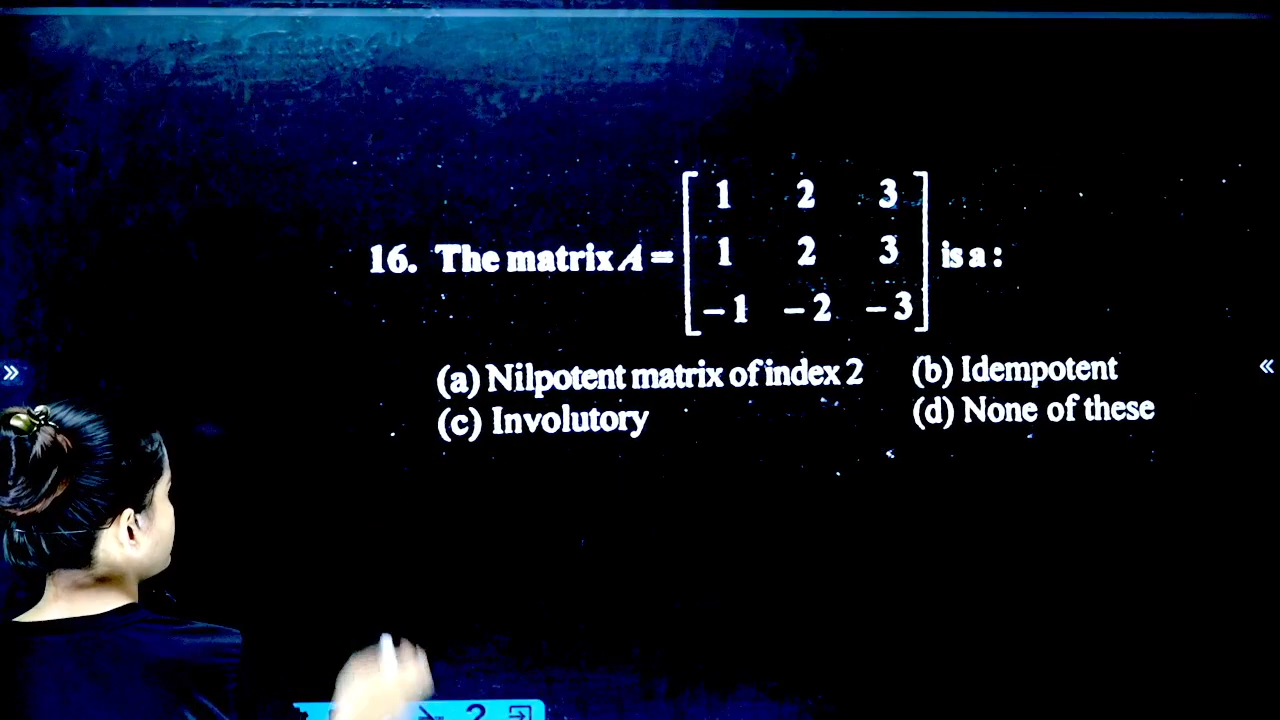 16. The matrix A = [ 1 2 3
1 2 3
-1 -2 -3 ] is a :
(a) Nilpotent matrix of index 2 (b) Idempotent
(c) Involutory (d) None of these
2